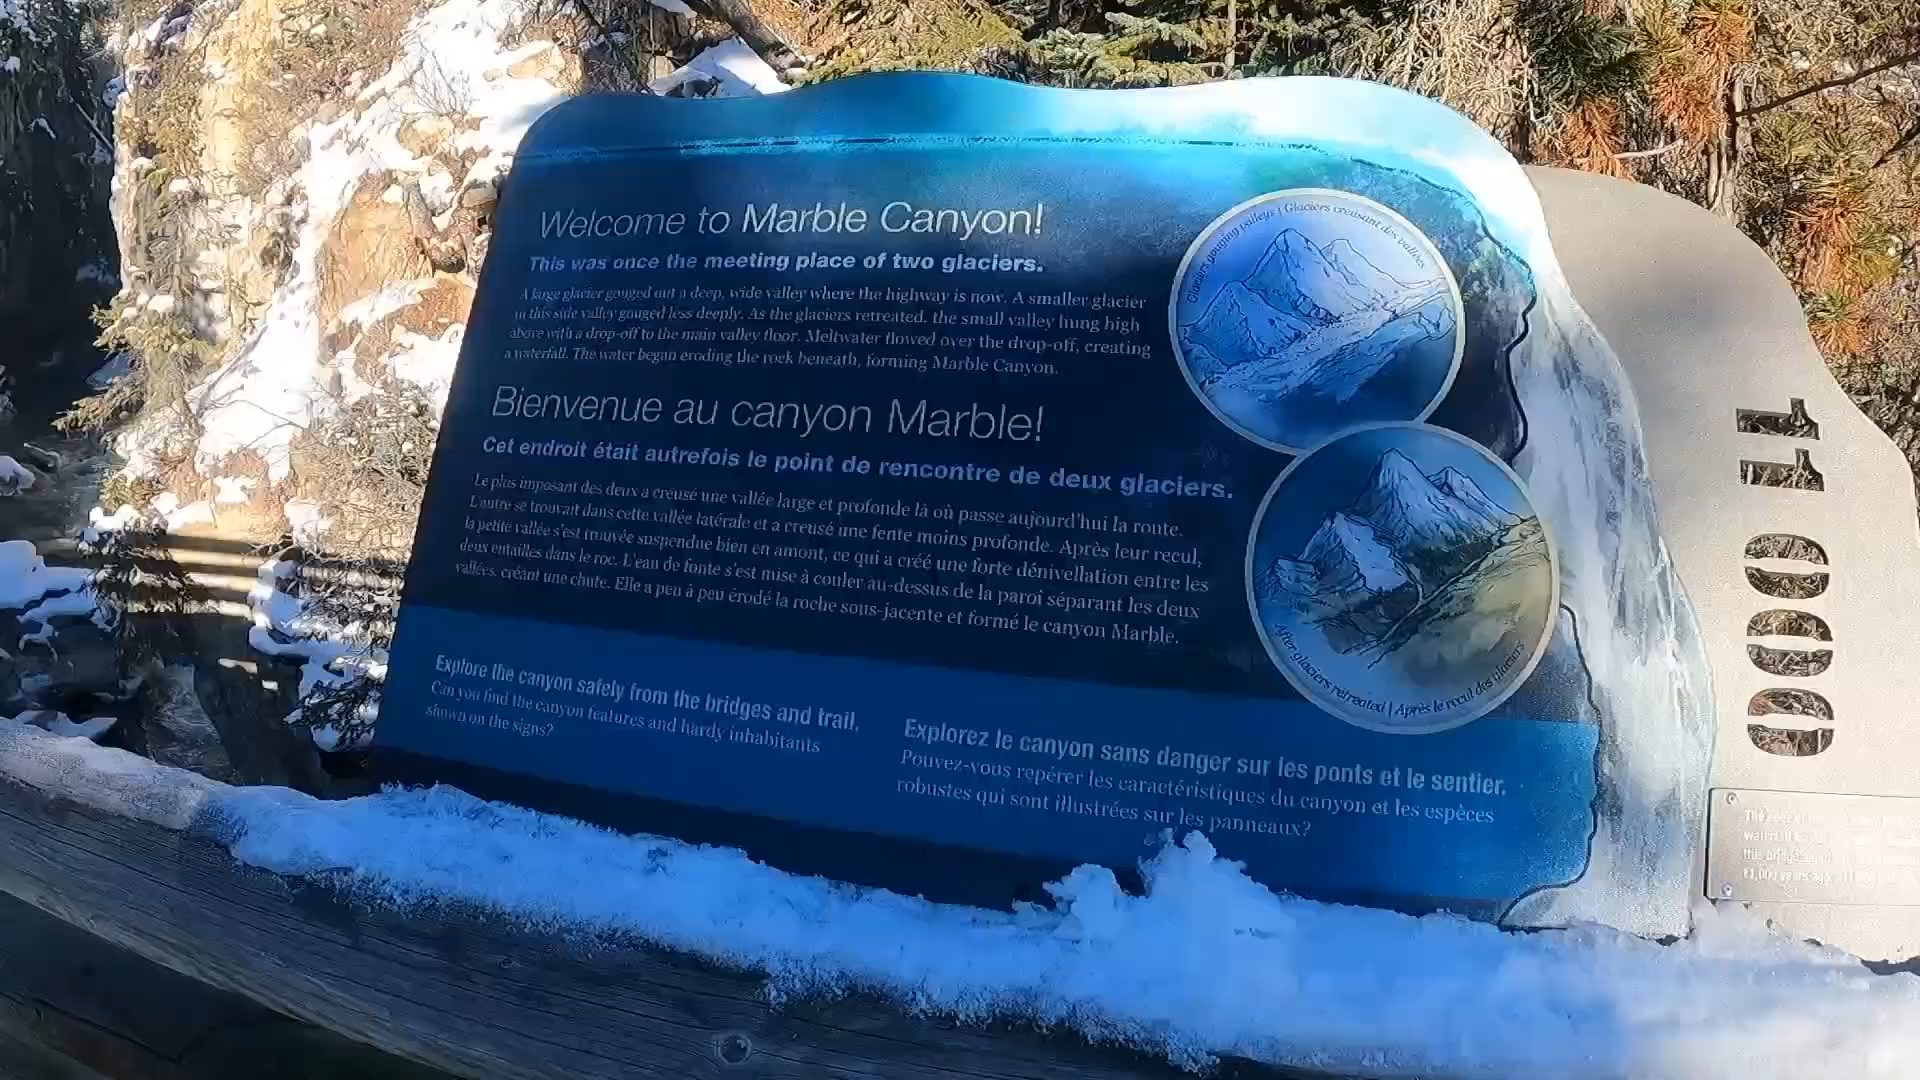 Welcome to Marble Canyon!
This was once the meeting place of two glaciers.
A large glacier gouged out a deep, wide valley where the highway is now. A smaller glacier
in this side valley gouged less deeply. As the glaciers retreated, the small valley hung high
above with a drop-off to the main valley floor. Meltwater flowed over the drop-off, creating
a waterfall. The water began eroding the rock beneath, forming Marble Canyon.
Bienvenue au canyon Marble!
Cet endroit était autrefois le point de rencontre de deux glaciers.
Le plus imposant des deux a creusé une vallée large et profonde là où passe aujourd'hui la route.
L'autre se trouvait dans cette vallée latérale et a creusé une fente moins profonde. Après leur recul,
la petite vallée s'est trouvée suspendue bien en amont, ce qui a créé une forte dénivellation entre les
deux entailles dans le roc. L'eau de fonte s'est mise à couler au-dessus de la paroi séparant les deux
vallées, créant une chute. Elle a peu à peu érodé la roche sous-jacente et formé le canyon Marble.
Explore the canyon safely from the bridges and trail.
Can you find the canyon features and hardy inhabitants
shown on the signs?
Explorez le canyon sans danger sur les ponts et le sentier.
Pouvez-vous repérer les caractéristiques du canyon et les espèces
robustes qui sont illustrées sur les panneaux?
Glaciers gouging valleys | Glaciers creusant des vallées
After glaciers retreated | Après le recul des glaciers
11 000
The
this bridge
11,000 years ago